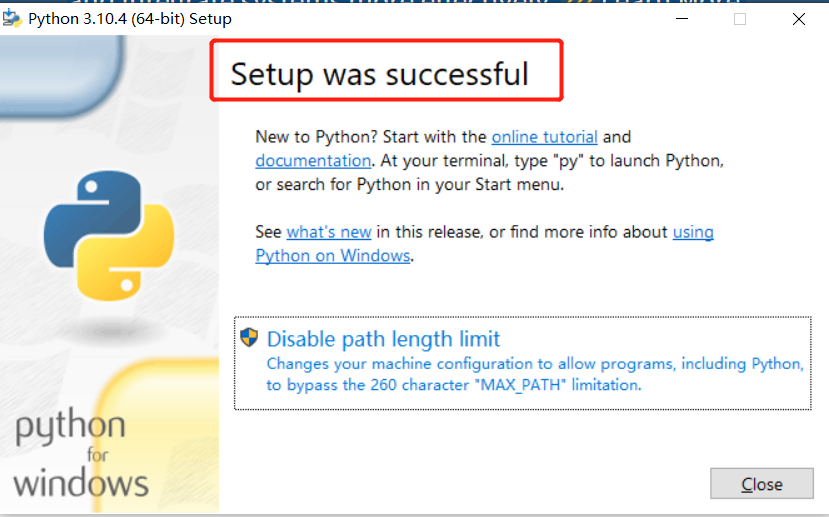 Python 3.10.4 (64-bit) Setup
Setup was successful
New to Python? Start with the online tutorial and
documentation. At your terminal, type "py" to launch Python,
or search for Python in your Start menu.
See what's new in this release, or find more info about using
Python on Windows.
Disable path length limit
Changes your machine configuration to allow programs, including Python,
to bypass the 260 character "MAX_PATH" limitation.
python
for
windows
Close